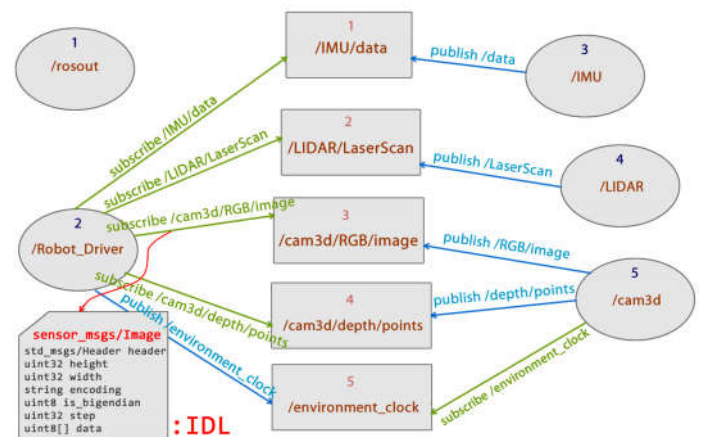 1
/rosout
1
/IMU/data
publish /data
3
/IMU
subscribe /IMU/data
2
/LIDAR/LaserScan
publish /LaserScan
4
/LIDAR
subscribe /LIDAR/LaserScan
subscribe /cam3d/RGB/image
3
/cam3d/RGB/image
publish /RGB/image
2
/Robot_Driver
5
/cam3d
subscribe /cam3d/depth/points
4
/cam3d/depth/points
publish /depth/points
publish /environment_clock
5
/environment_clock
subscribe /environment_clock
sensor_msgs/Image
std_msgs/Header header
uint32 height
uint32 width
string encoding
uint8 is_bigendian
uint32 step
uint8[] data
:IDL